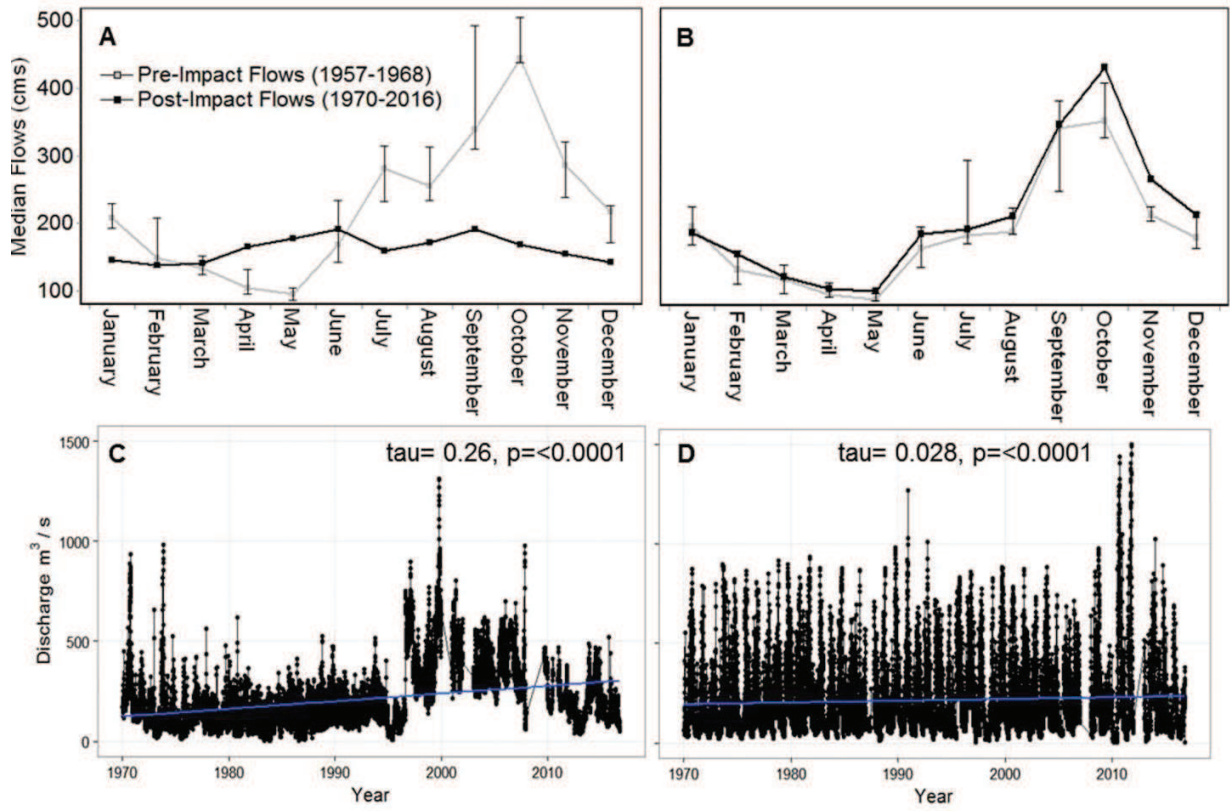 A
B
Pre-Impact Flows (1957-1968)
Post-Impact Flows (1970-2016)
Median Flows (cms)
500
400
300
200
100
January
February
March
April
May
June
July
August
September
October
November
December
January
February
March
April
May
June
July
August
September
October
November
December
C
tau= 0.26, p=<0.0001
D
tau= 0.028, p=<0.0001
Discharge m³ / s
1500
1000
500
0
1970
1980
1990
2000
2010
Year
1970
1980
1990
2000
2010
Year